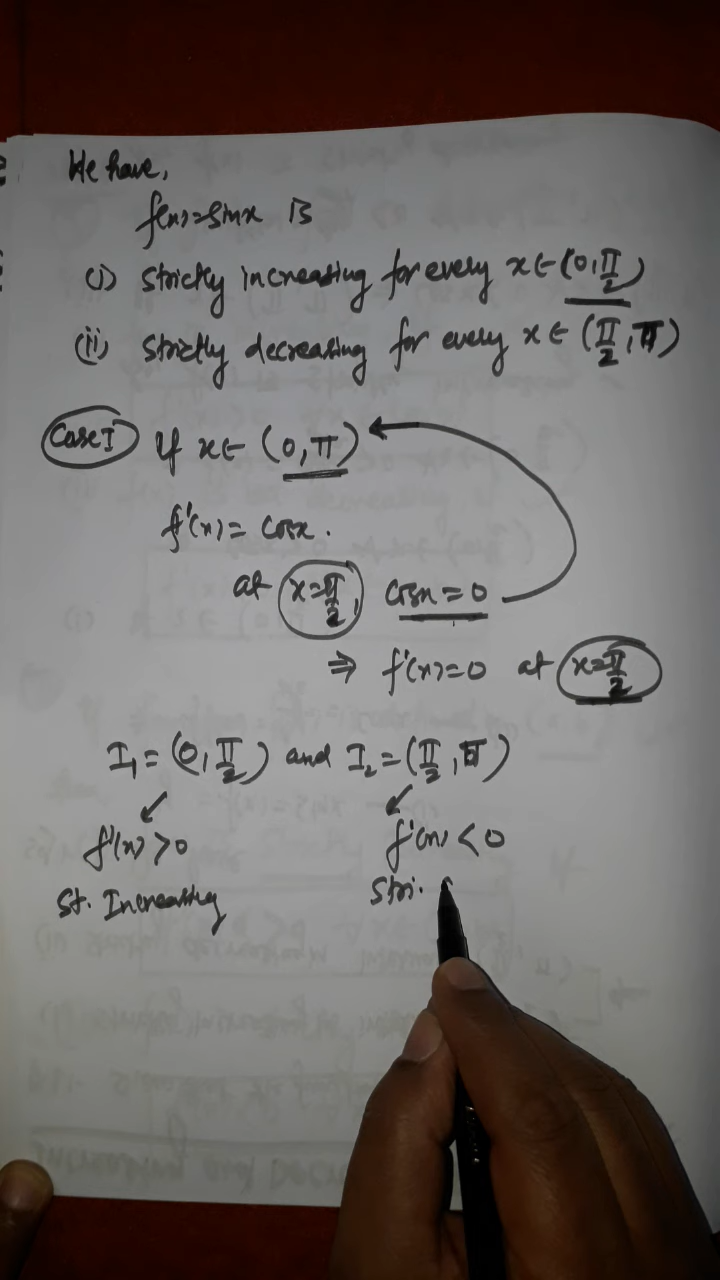 We have,
f(x)=sinx is
(i) strictly increasing for every x∈(0,π/2)
(ii) strictly decreasing for every x∈(π/2,π)
Case I If x∈(0,π)
f'(x)=cosx.
at x=π/2, cosx=0
⇒ f'(x)=0 at x=π/2
I₁=(0,π/2) and I₂=(π/2,π)
f'(x)>0 f'(x)<0
St. Increasing Stri.